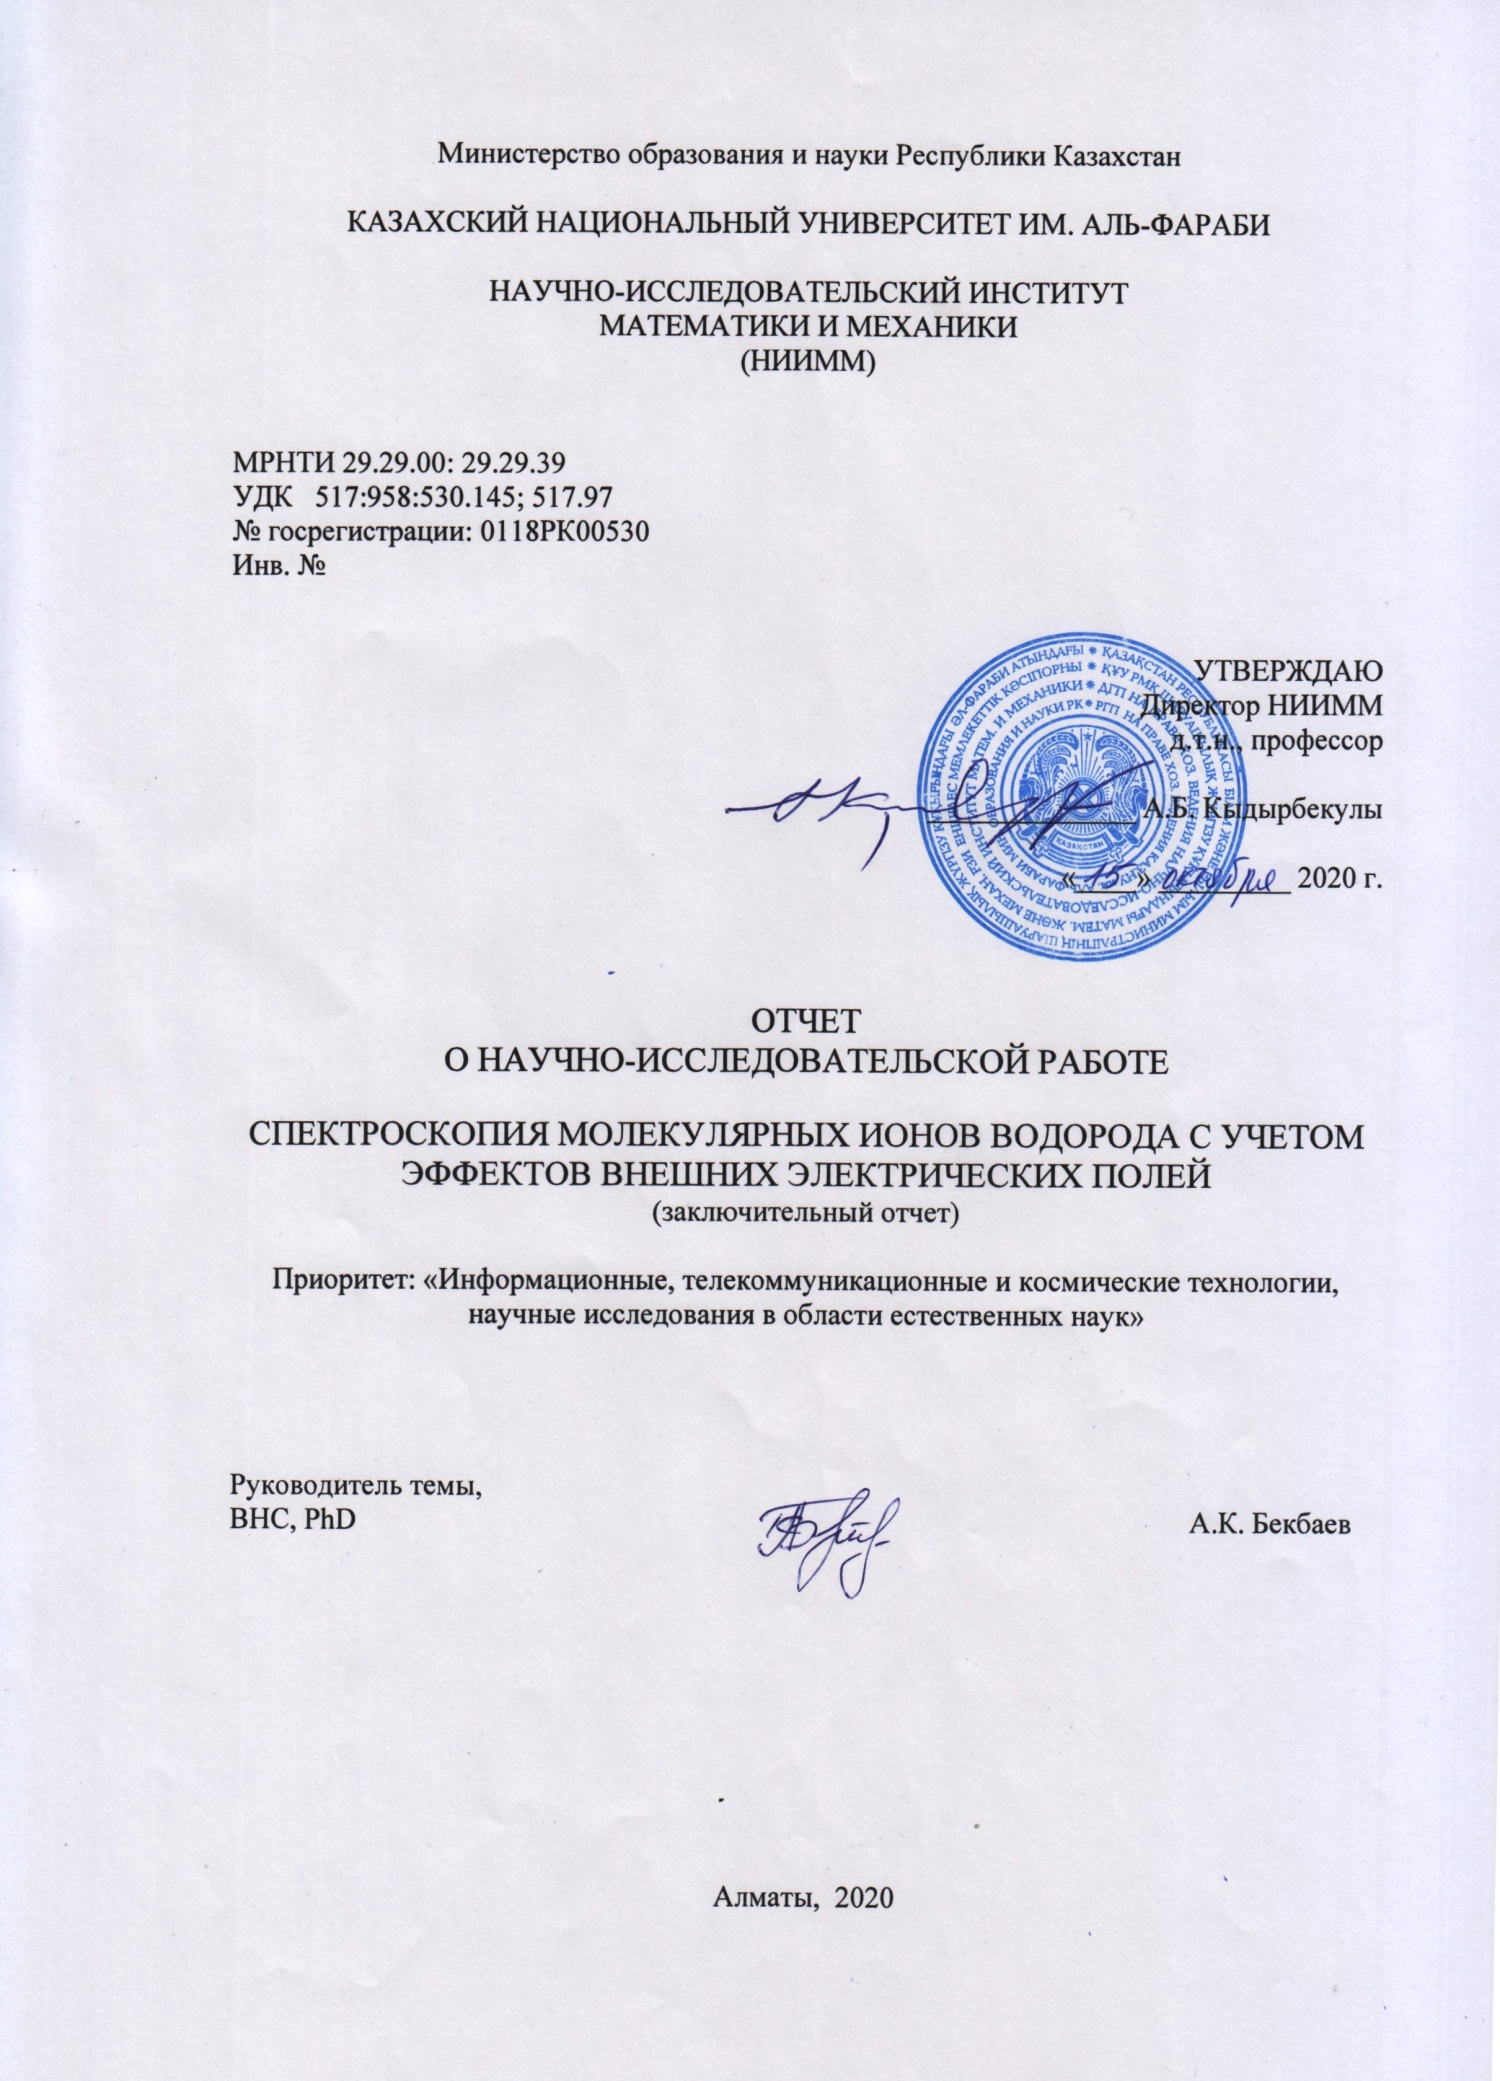 Министерство образования и науки Республики Казахстан
КАЗАХСКИЙ НАЦИОНАЛЬНЫЙ УНИВЕРСИТЕТ ИМ. АЛЬ-ФАРАБИ
НАУЧНО-ИССЛЕДОВАТЕЛЬСКИЙ ИНСТИТУТ
МАТЕМАТИКИ И МЕХАНИКИ
(НИИММ)
МРНТИ 29.29.00: 29.29.39
УДК 517:958:530.145; 517.97
№ госрегистрации: 0118РК00530
Инв. №
УТВЕРЖДАЮ
Директор НИИММ
д.т.н., профессор
А.Б. Кыдырбекулы
«15» октября 2020 г.
ҚАЗАҚСТАН
ОТЧЕТ
О НАУЧНО-ИССЛЕДОВАТЕЛЬСКОЙ РАБОТЕ
СПЕКТРОСКОПИЯ МОЛЕКУЛЯРНЫХ ИОНОВ ВОДОРОДА С УЧЕТОМ
ЭФФЕКТОВ ВНЕШНИХ ЭЛЕКТРИЧЕСКИХ ПОЛЕЙ
(заключительный отчет)
Приоритет: «Информационные, телекоммуникационные и космические технологии,
научные исследования в области естественных наук»
Руководитель темы,
ВНС, PhD
А.К. Бекбаев
Алматы, 2020